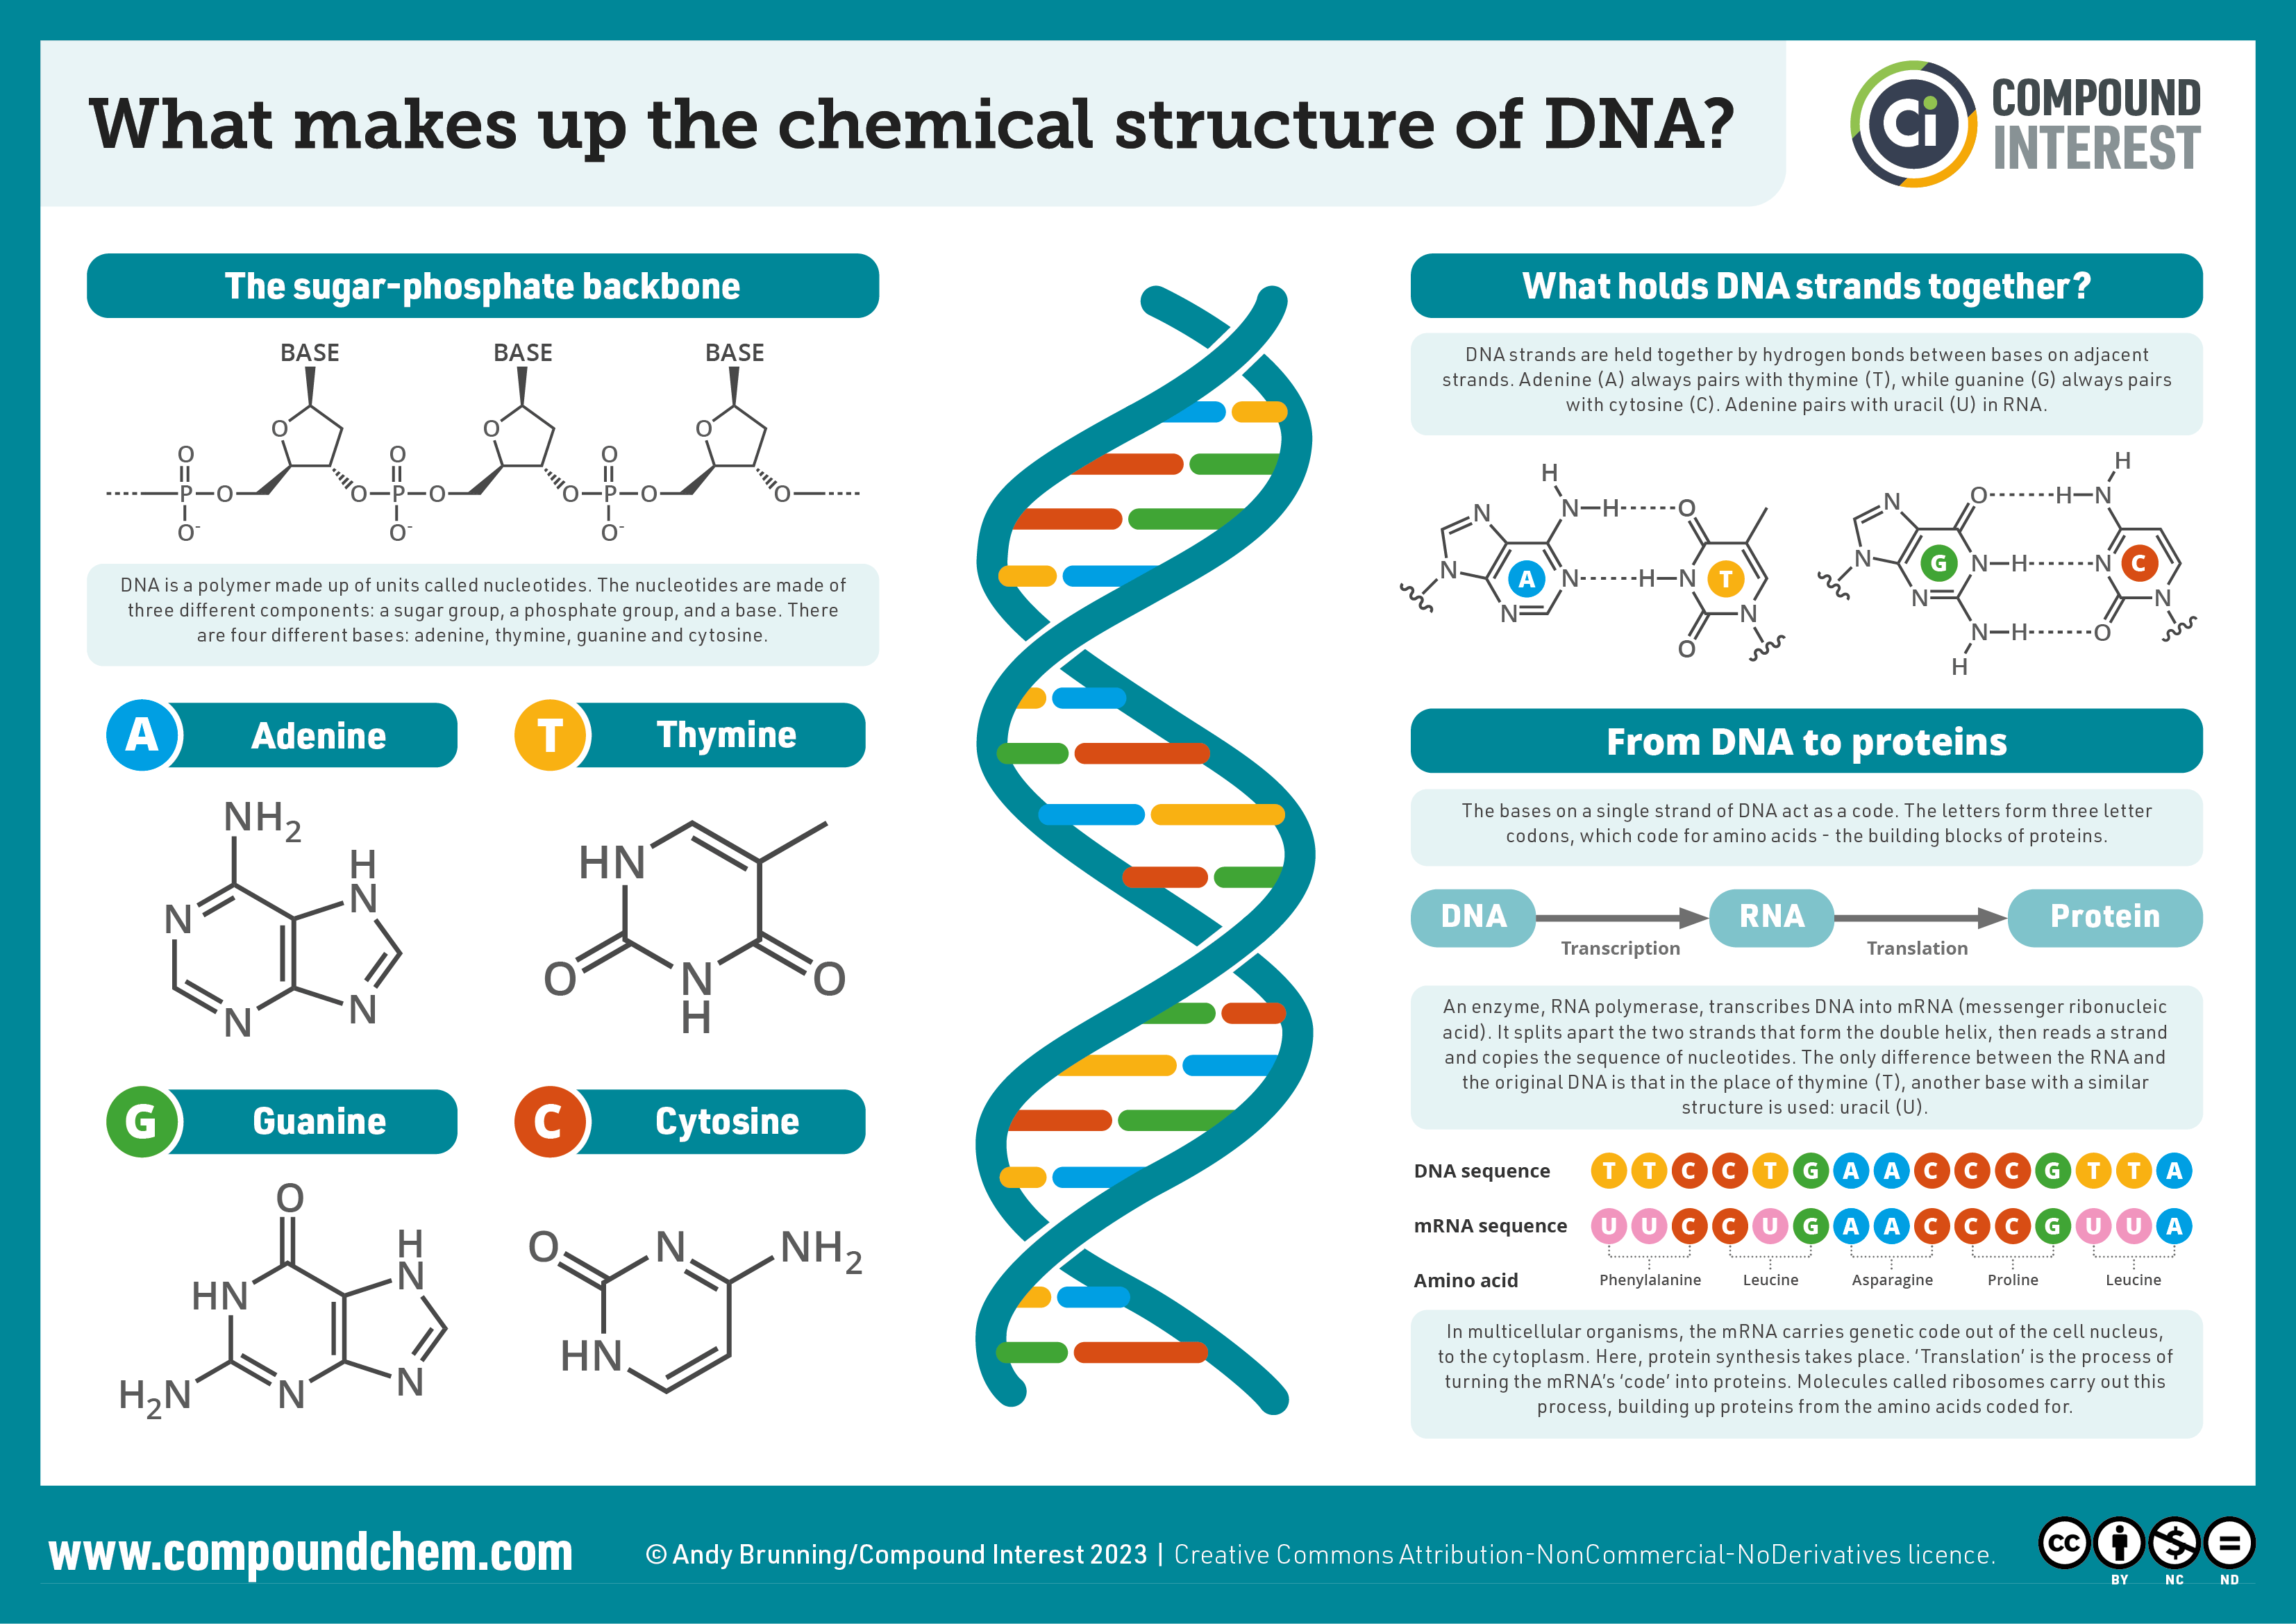 What makes up the chemical structure of DNA?
Ci
COMPOUND
INTEREST
The sugar-phosphate backbone
BASE BASE BASE
O O O
O O O
P O O P O O P O O
O- O- O-
DNA is a polymer made up of units called nucleotides. The nucleotides are made of
three different components: a sugar group, a phosphate group, and a base. There
are four different bases: adenine, thymine, guanine and cytosine.
A Adenine
NH2
H
N
N
N
N
T Thymine
HN
O
N
H
O
G Guanine
O
H
N
HN
H2N
N
N
C Cytosine
O
N
NH2
HN
What holds DNA strands together?
DNA strands are held together by hydrogen bonds between bases on adjacent
strands. Adenine (A) always pairs with thymine (T), while guanine (G) always pairs
with cytosine (C). Adenine pairs with uracil (U) in RNA.
H
N N H O
N A N H N T
N N
O
H
N O H N
N G N H N C
N N
N H O
H
From DNA to proteins
The bases on a single strand of DNA act as a code. The letters form three letter
codons, which code for amino acids - the building blocks of proteins.
DNA RNA Protein
Transcription Translation
An enzyme, RNA polymerase, transcribes DNA into mRNA (messenger ribonucleic
acid). It splits apart the two strands that form the double helix, then reads a strand
and copies the sequence of nucleotides. The only difference between the RNA and
the original DNA is that in the place of thymine (T), another base with a similar
structure is used: uracil (U).
DNA sequence T T C C T G A A C C C G T T A
mRNA sequence U U C C U G A A C C C G U U A
Amino acid Phenylalanine Leucine Asparagine Proline Leucine
In multicellular organisms, the mRNA carries genetic code out of the cell nucleus,
to the cytoplasm. Here, protein synthesis takes place. ‘Translation’ is the process of
turning the mRNA’s ‘code’ into proteins. Molecules called ribosomes carry out this
process, building up proteins from the amino acids coded for.
www.compoundchem.com
© Andy Brunning/Compound Interest 2023 | Creative Commons Attribution-NonCommercial-NoDerivatives licence.
CC
BY NC ND